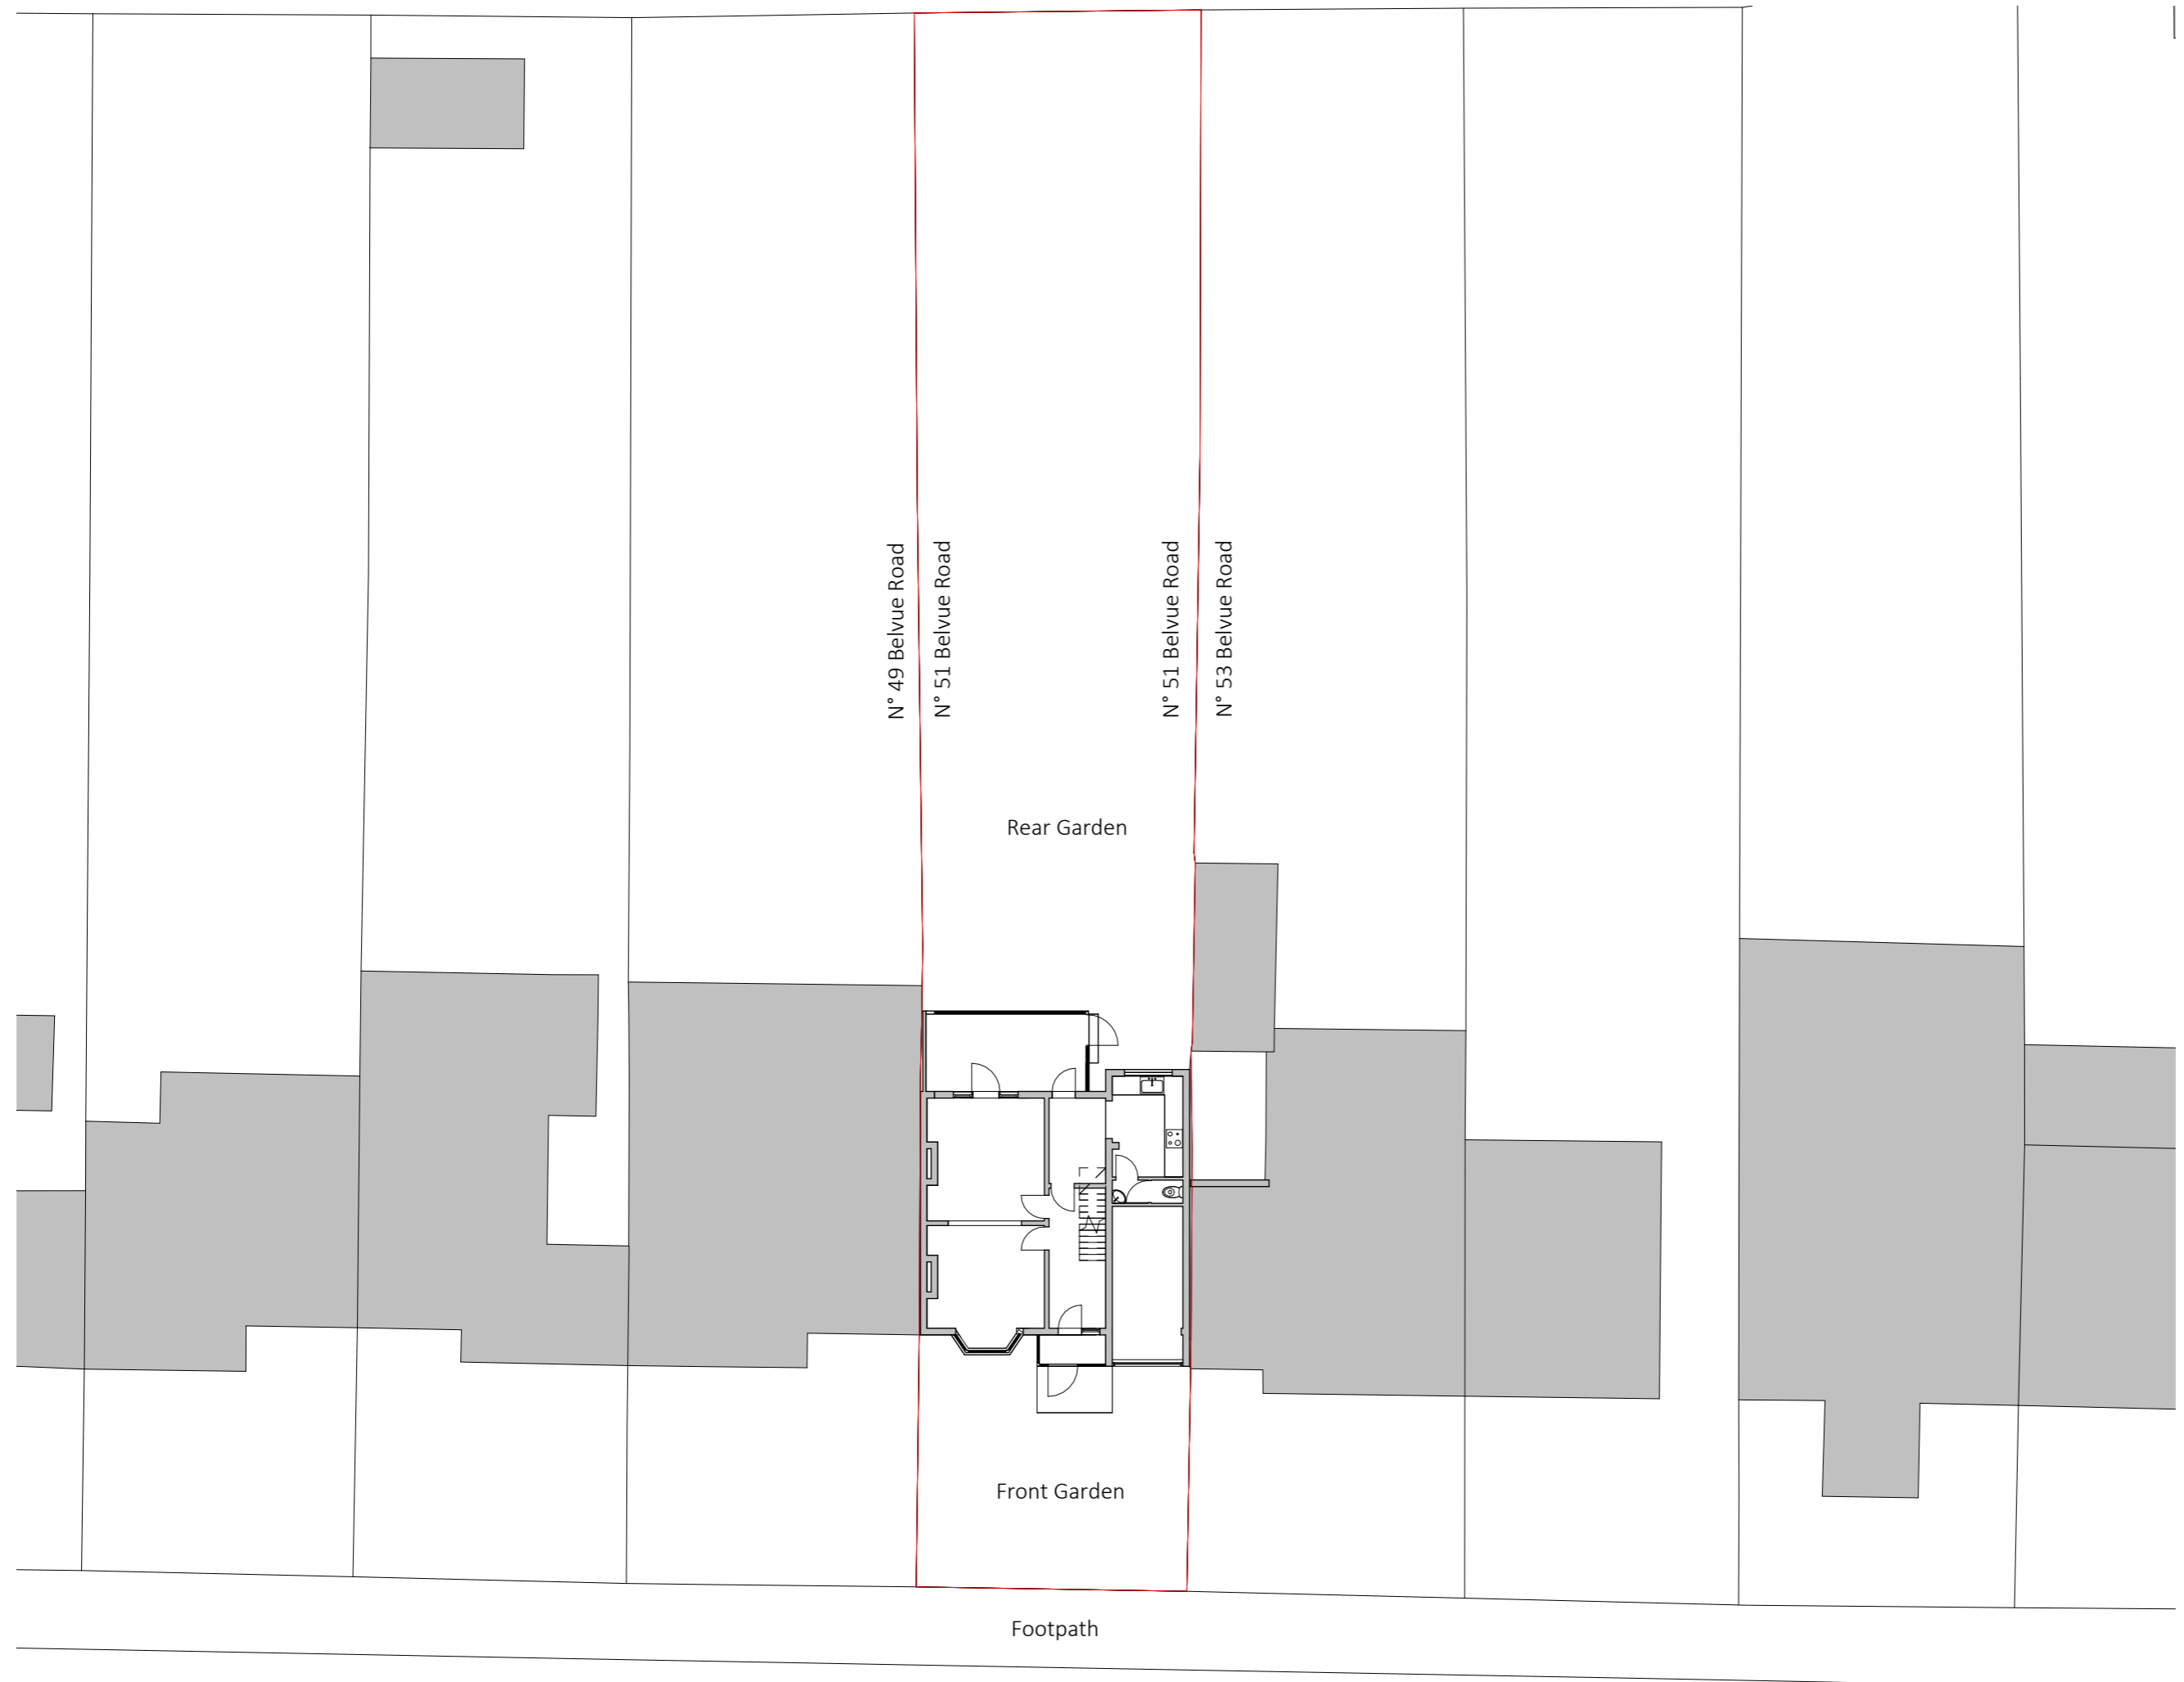 N° 49 Belvue Road
N° 51 Belvue Road
N° 51 Belvue Road
N° 53 Belvue Road
Rear Garden
Front Garden
Footpath